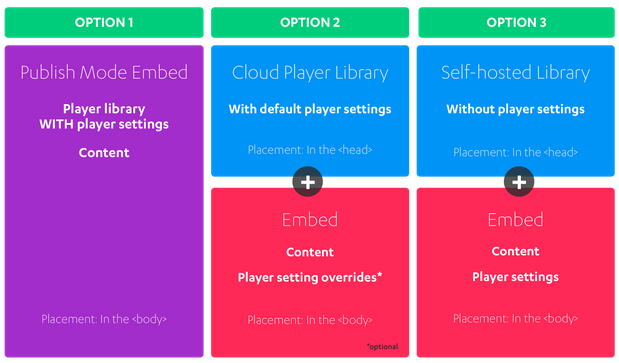 OPTION 1
Publish Mode Embed
Player library
WITH player settings
Content
Placement: In the <body>
OPTION 2
Cloud Player Library
With default player settings
Placement: In the <head>
+
Embed
Content
Player setting overrides*
Placement: In the <body>
*optional
OPTION 3
Self-hosted Library
Without player settings
Placement: In the <head>
+
Embed
Content
Player settings
Placement: In the <body>